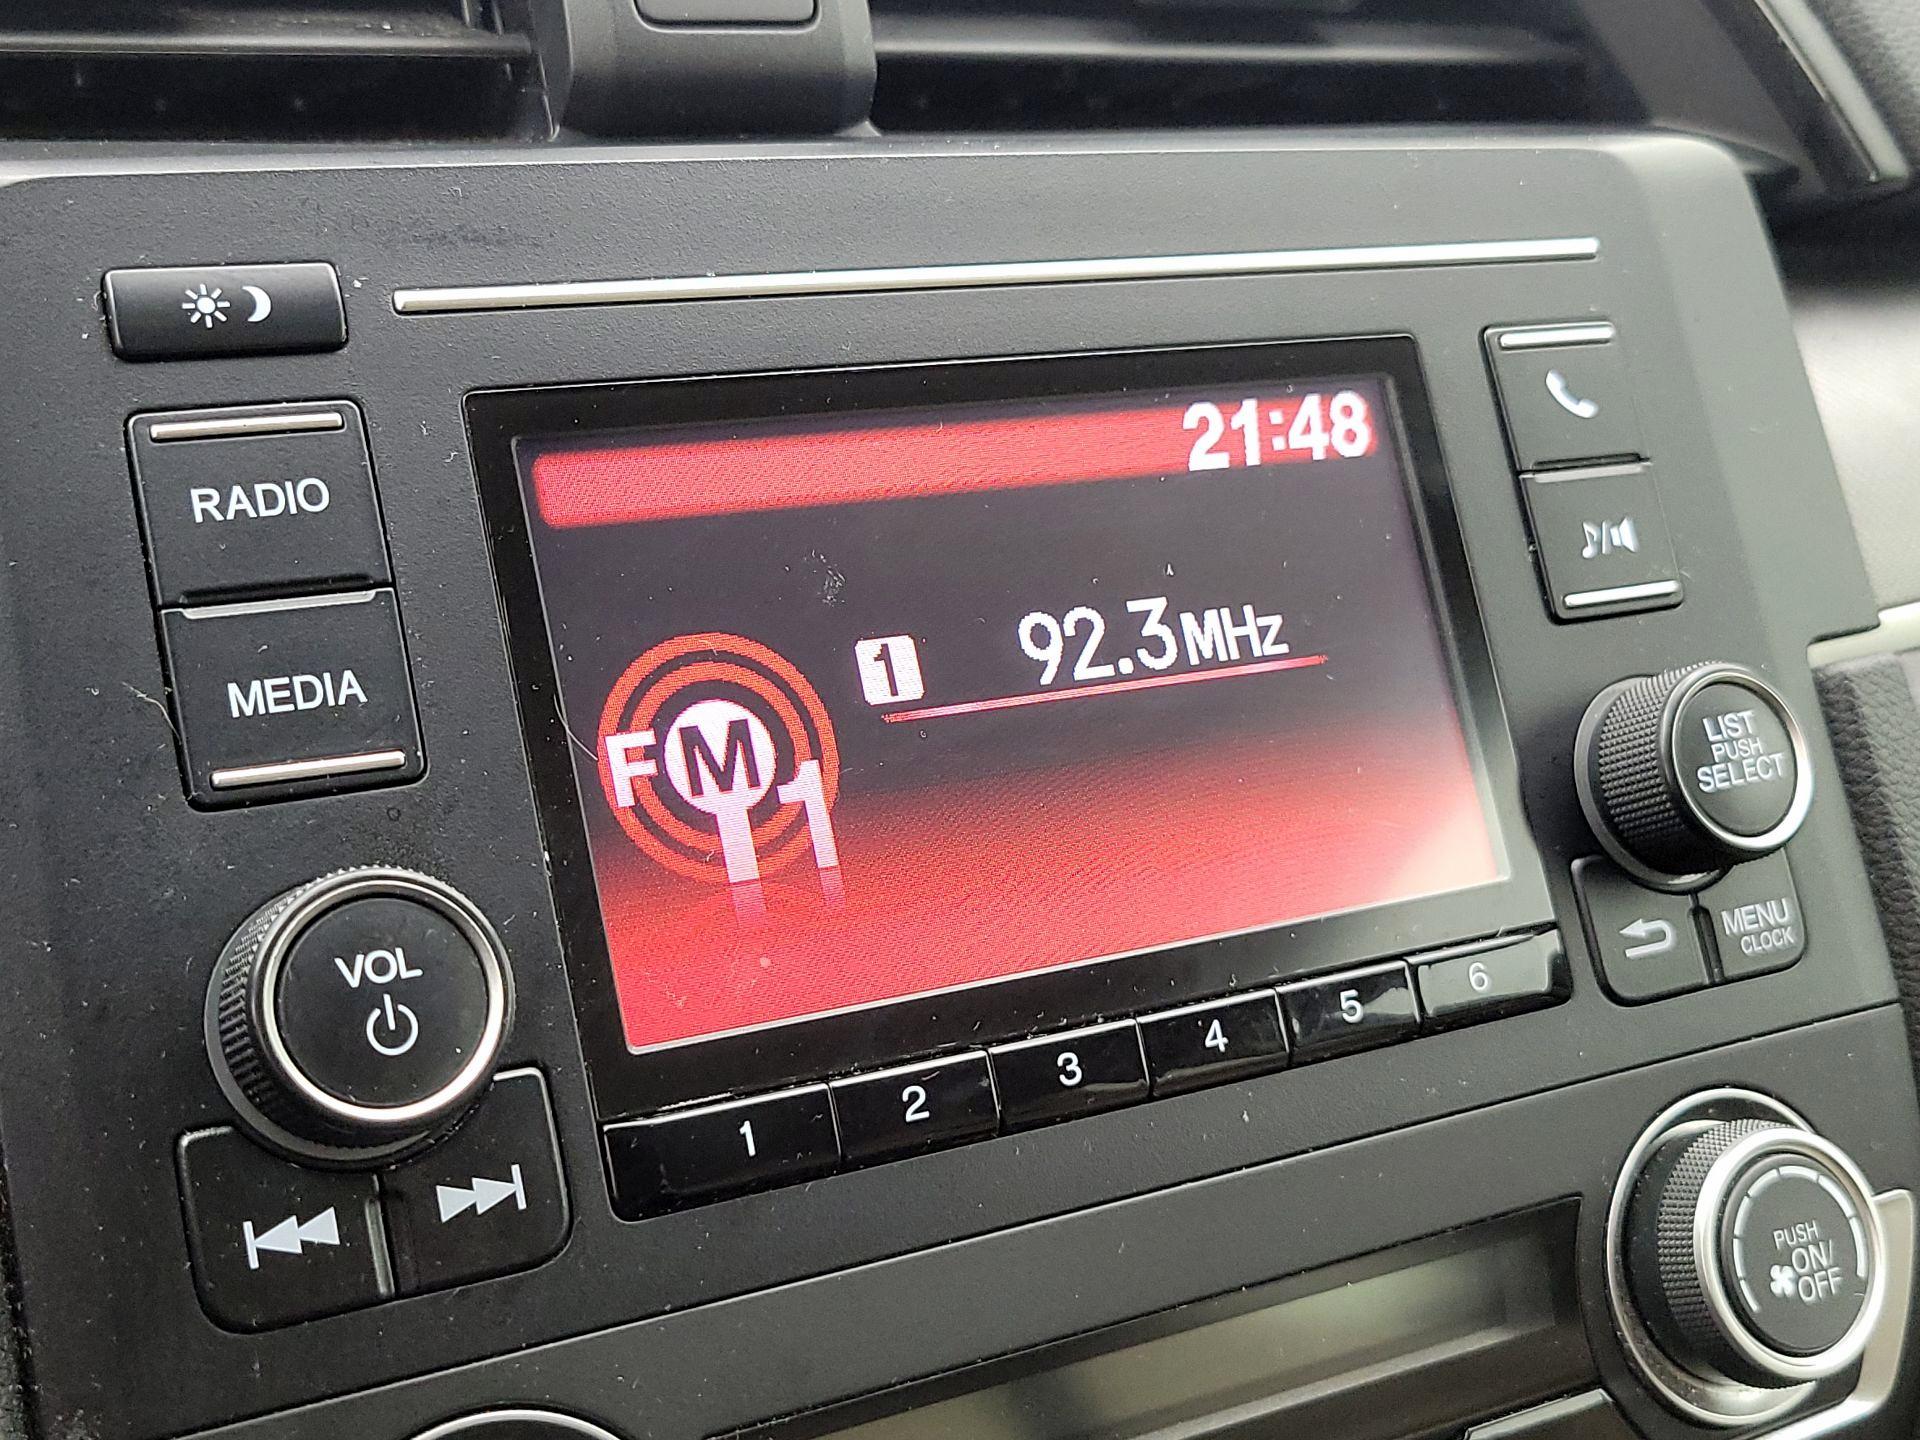 21:48
RADIO
MEDIA
1 92.3MHz
FM
1
LIST
PUSH
SELECT
MENU
CLOCK
VOL
1 2 3 4 5 6
PUSH
ON/
OFF